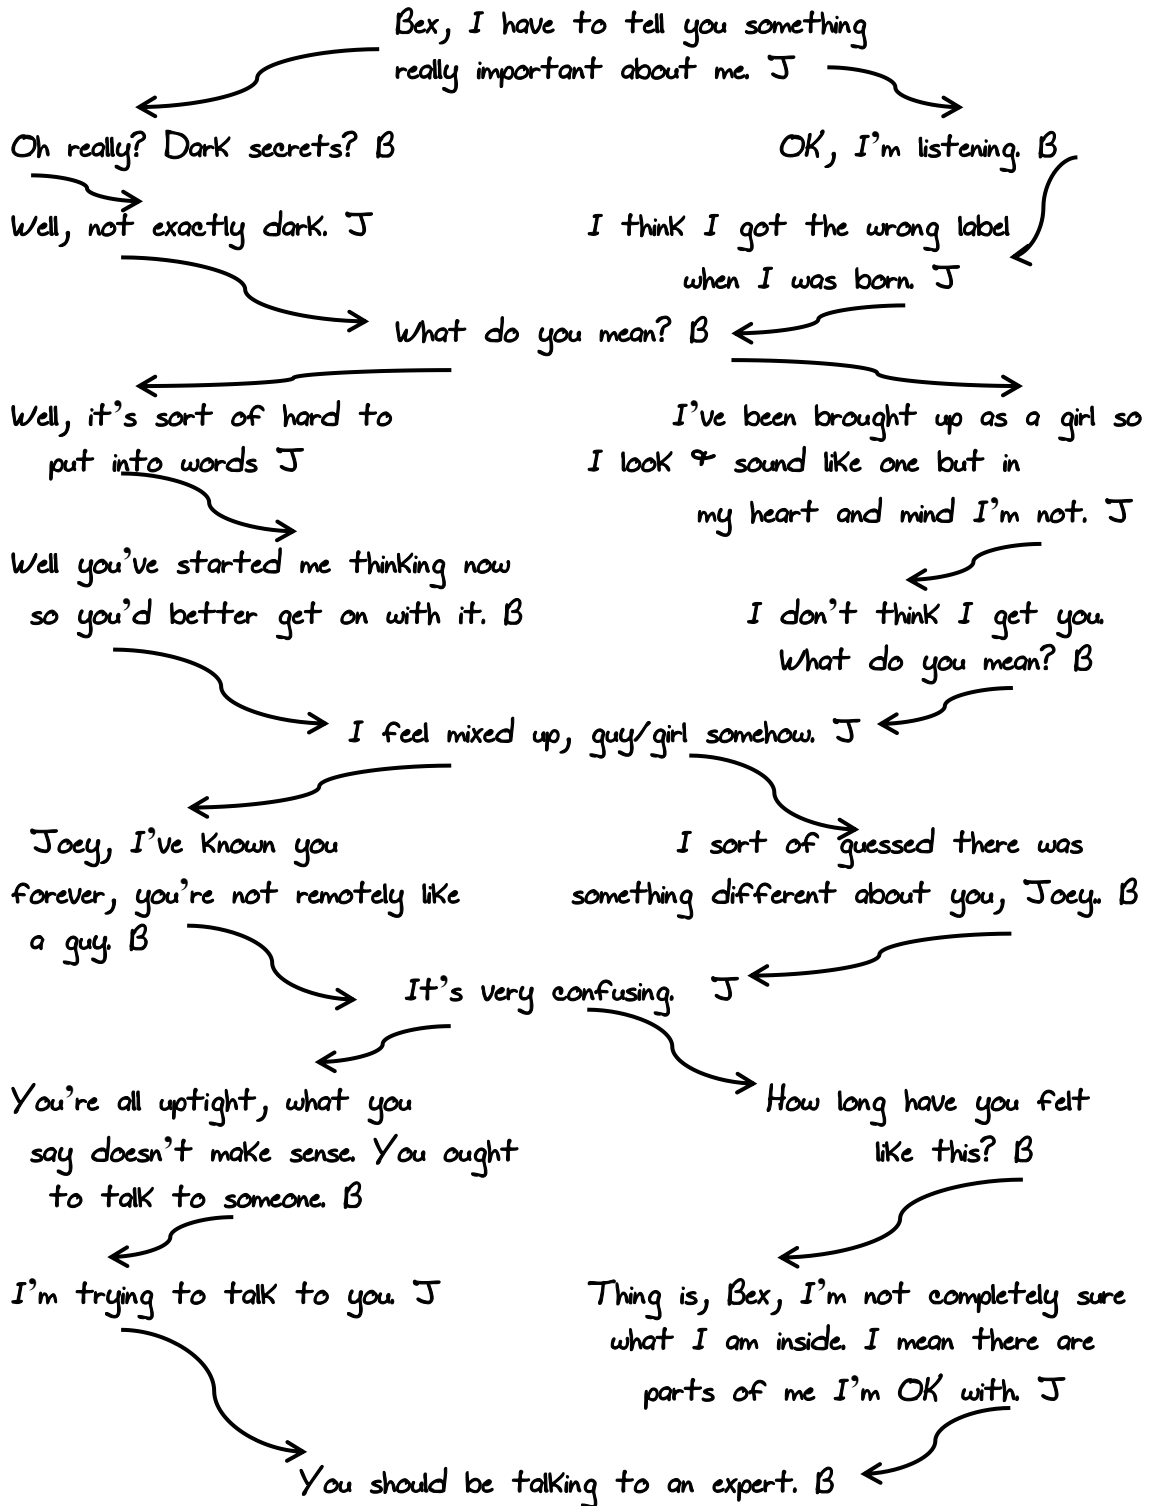 Bex, I have to tell you something
really important about me. J
Oh really? Dark secrets? B
OK, I'm listening. B
Well, not exactly dark. J
I think I got the wrong label
when I was born. J
What do you mean? B
Well, it's sort of hard to
put into words J
I've been brought up as a girl so
I look & sound like one but in
my heart and mind I'm not. J
Well you've started me thinking now
so you'd better get on with it. B
I don't think I get you.
What do you mean? B
I feel mixed up, guy/girl somehow. J
Joey, I've known you
forever, you're not remotely like
a guy. B
I sort of guessed there was
something different about you, Joey.. B
It's very confusing. J
You're all uptight, what you
say doesn't make sense. You ought
to talk to someone. B
How long have you felt
like this? B
I'm trying to talk to you. J
Thing is, Bex, I'm not completely sure
what I am inside. I mean there are
parts of me I'm OK with. J
You should be talking to an expert. B